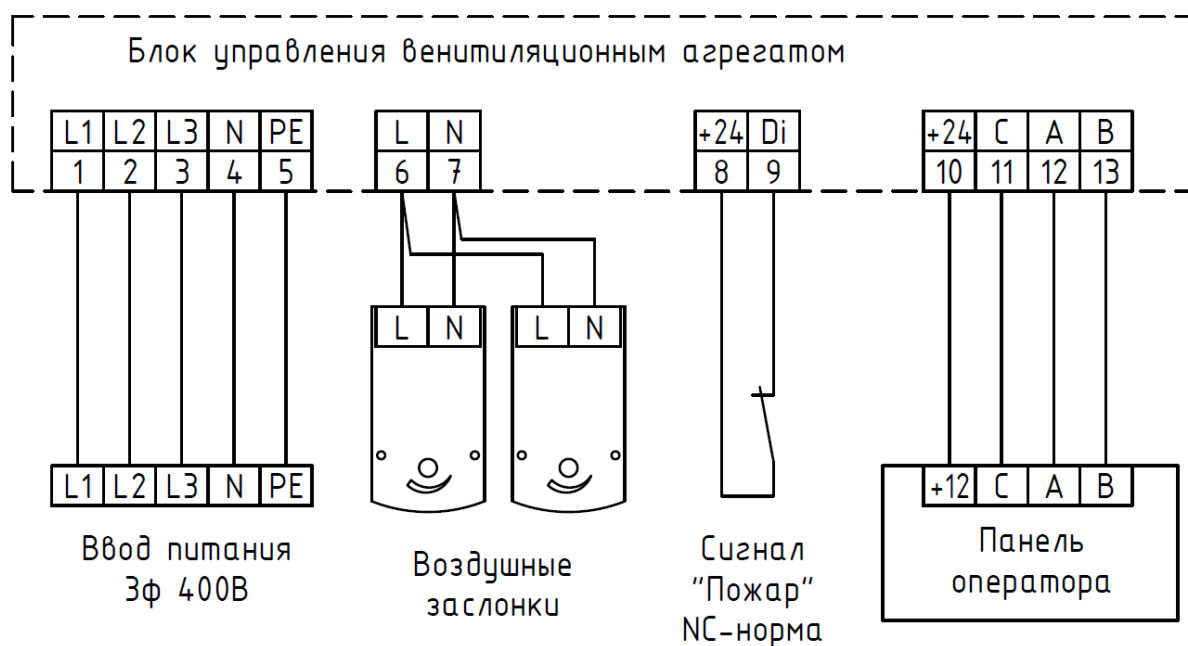 Блок управления венитиляционным агрегатом
L1 L2 L3 N PE
1 2 3 4 5
L N
6 7
+24 Di
8 9
+24 C A B
10 11 12 13
L N
L N
L1 L2 L3 N PE
Ввод питания
3ф 400В
Воздушные
заслонки
Сигнал
"Пожар"
NC-норма
+12 C A B
Панель
оператора